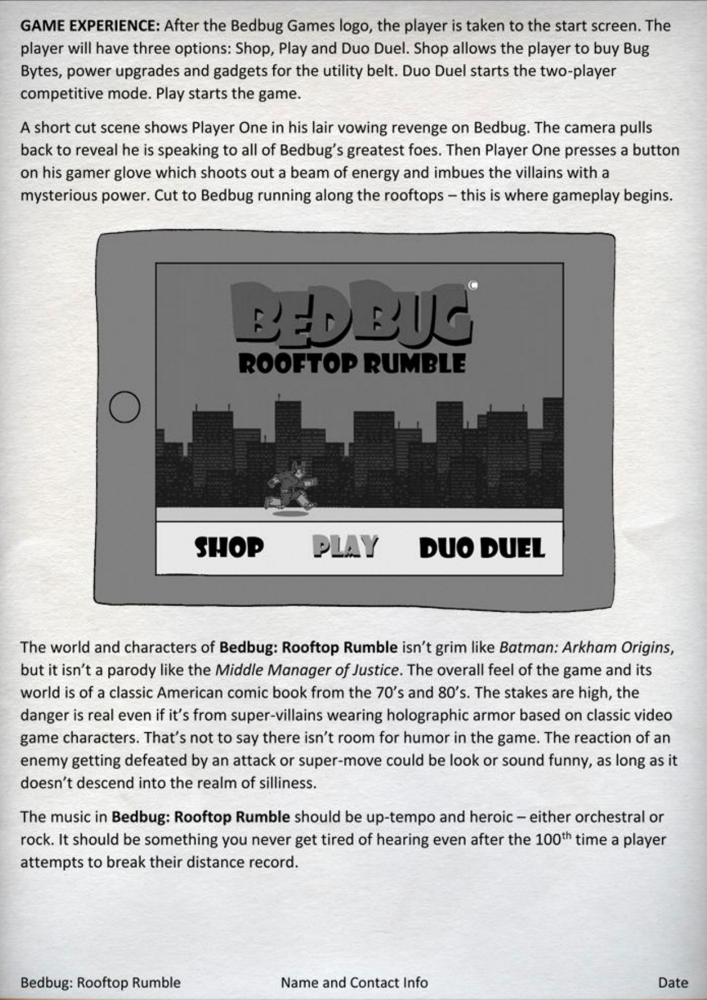 GAME EXPERIENCE: After the Bedbug Games logo, the player is taken to the start screen. The
player will have three options: Shop, Play and Duo Duel. Shop allows the player to buy Bug
Bytes, power upgrades and gadgets for the utility belt. Duo Duel starts the two-player
competitive mode. Play starts the game.
A short cut scene shows Player One in his lair vowing revenge on Bedbug. The camera pulls
back to reveal he is speaking to all of Bedbug’s greatest foes. Then Player One presses a button
on his gamer glove which shoots out a beam of energy and imbues the villains with a
mysterious power. Cut to Bedbug running along the rooftops – this is where gameplay begins.
BEDBUG ©
ROOFTOP RUMBLE
SHOP PLAY DUO DUEL
The world and characters of Bedbug: Rooftop Rumble isn’t grim like Batman: Arkham Origins,
but it isn’t a parody like the Middle Manager of Justice. The overall feel of the game and its
world is of a classic American comic book from the 70’s and 80’s. The stakes are high, the
danger is real even if it’s from super-villains wearing holographic armor based on classic video
game characters. That’s not to say there isn’t room for humor in the game. The reaction of an
enemy getting defeated by an attack or super-move could be look or sound funny, as long as it
doesn’t descend into the realm of silliness.
The music in Bedbug: Rooftop Rumble should be up-tempo and heroic – either orchestral or
rock. It should be something you never get tired of hearing even after the 100th time a player
attempts to break their distance record.
Bedbug: Rooftop Rumble Name and Contact Info Date